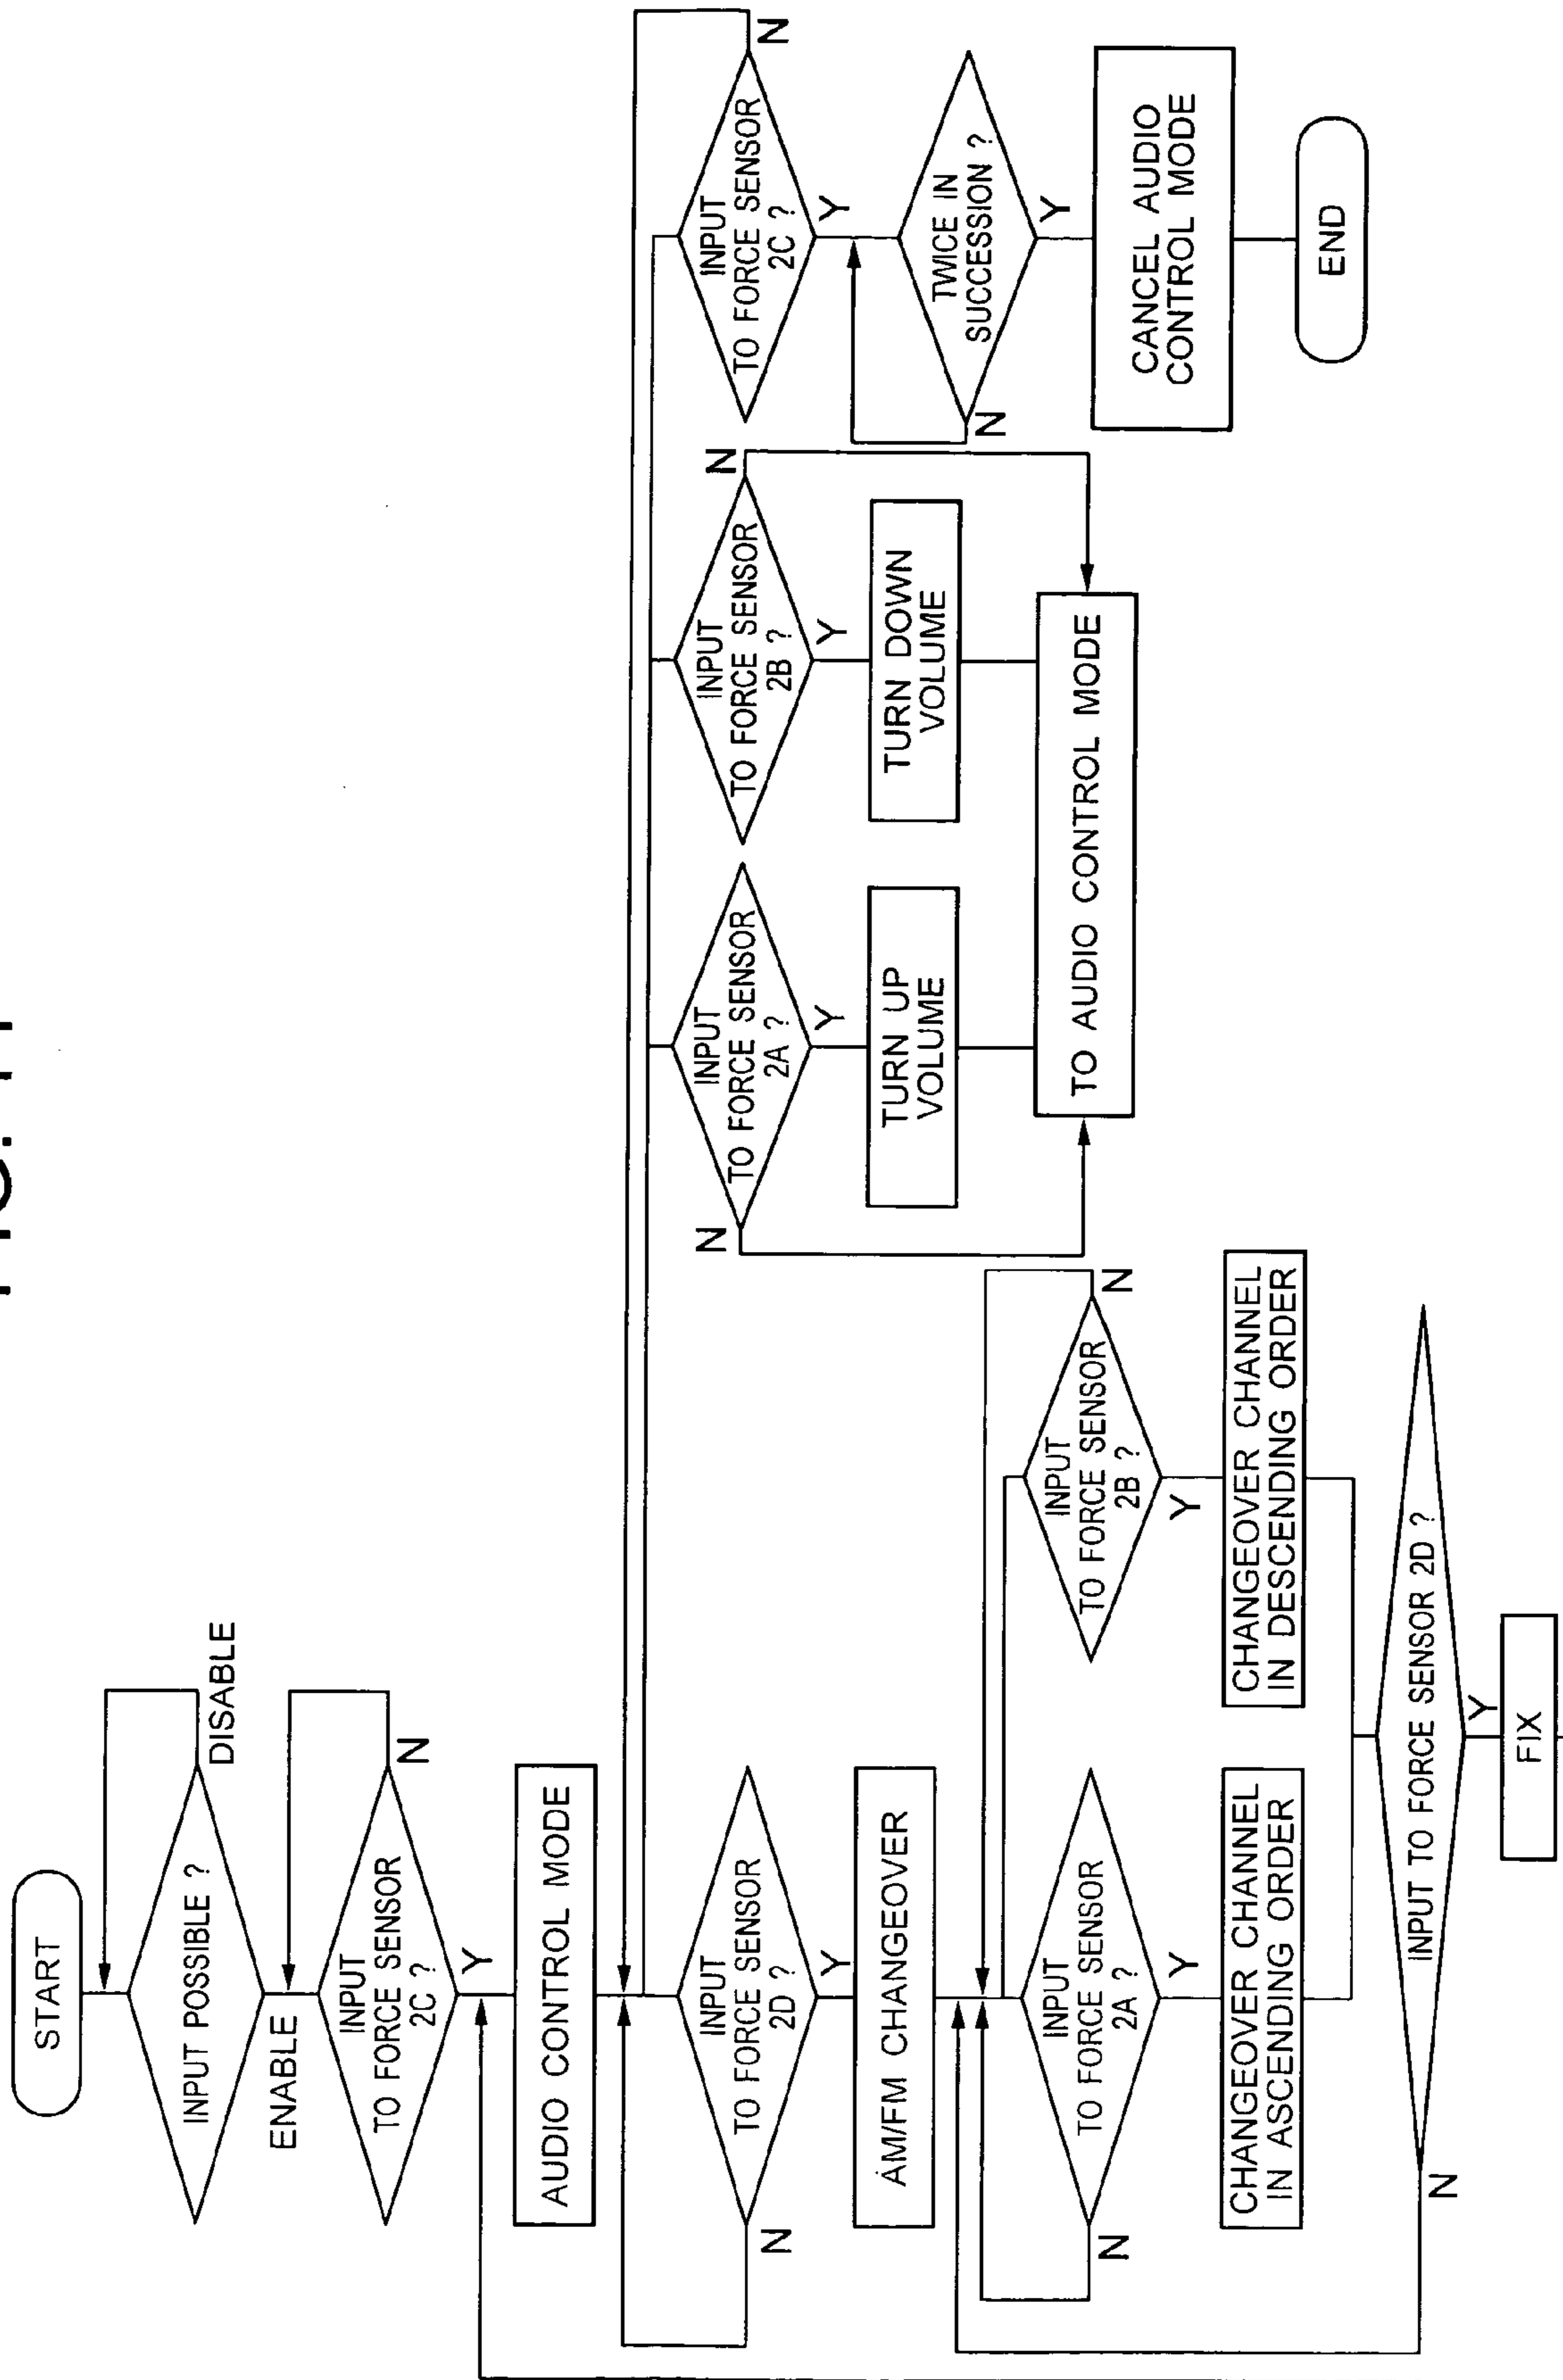 START
INPUT POSSIBLE ?
DISABLE
ENABLE
INPUT
TO FORCE SENSOR
2C ?
N
Y
AUDIO CONTROL MODE
INPUT
TO FORCE SENSOR
2D ?
N
Y
AM/FM CHANGEOVER
INPUT
TO FORCE SENSOR
2A ?
N
Y
CHANGEOVER CHANNEL
IN ASCENDING ORDER
INPUT
TO FORCE SENSOR
2B ?
N
Y
CHANGEOVER CHANNEL
IN DESCENDING ORDER
INPUT TO FORCE SENSOR 2D ?
N
Y
FIX
INPUT
TO FORCE SENSOR
2A ?
N
Y
TURN UP
VOLUME
INPUT
TO FORCE SENSOR
2B ?
N
Y
TURN DOWN
VOLUME
TO AUDIO CONTROL MODE
INPUT
TO FORCE SENSOR
2C ?
N
Y
TWICE IN
SUCCESSION ?
N
Y
CANCEL AUDIO
CONTROL MODE
END